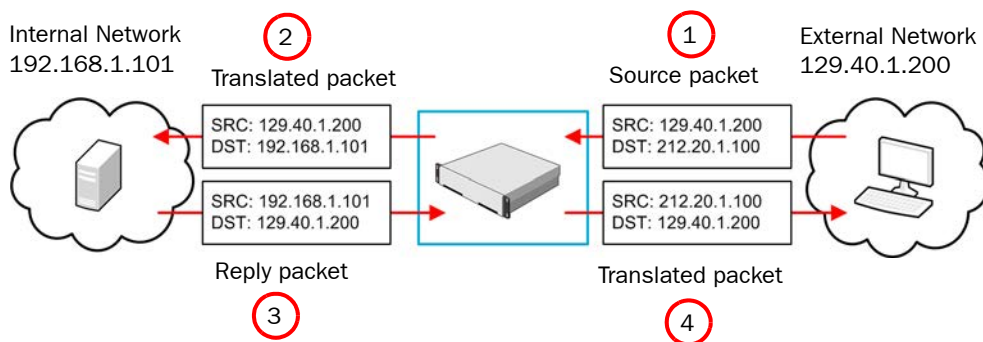 Internal Network
192.168.1.101
2
Translated packet
1
Source packet
External Network
129.40.1.200
SRC: 129.40.1.200
DST: 192.168.1.101
SRC: 129.40.1.200
DST: 212.20.1.100
SRC: 192.168.1.101
DST: 129.40.1.200
SRC: 212.20.1.100
DST: 129.40.1.200
Reply packet
3
Translated packet
4